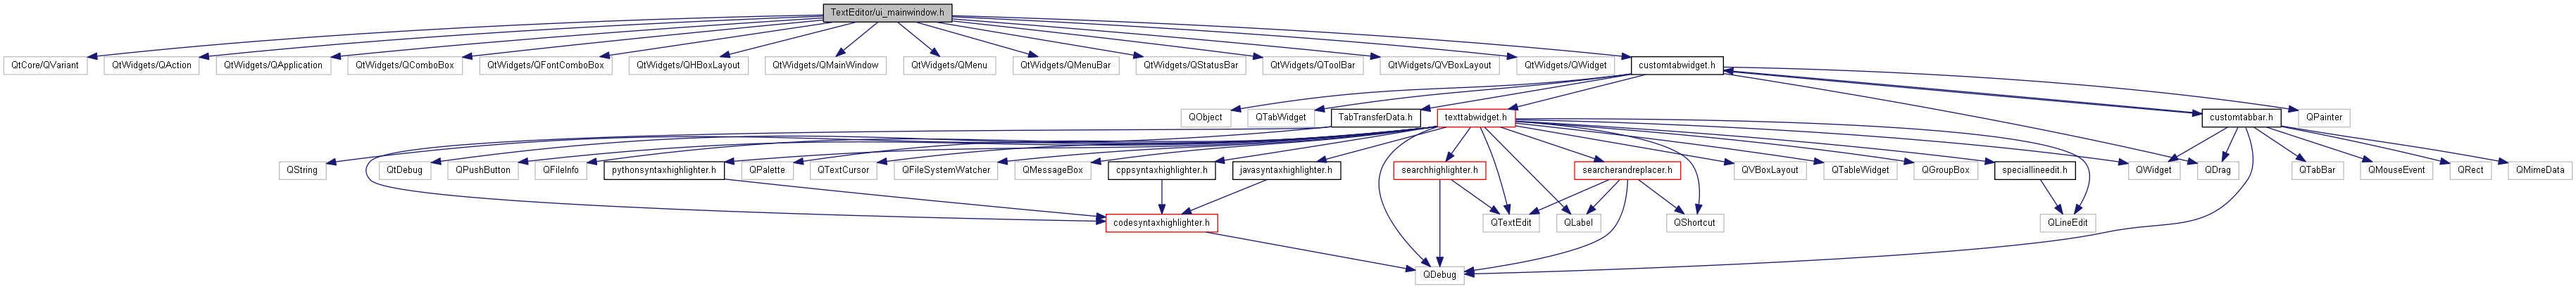 TextEditor/ui_mainwindow.h
QtCore/QVariant
QtWidgets/QAction
QtWidgets/QApplication
QtWidgets/QComboBox
QtWidgets/QFontComboBox
QtWidgets/QHBoxLayout
QtWidgets/QMainWindow
QtWidgets/QMenu
QtWidgets/QMenuBar
QtWidgets/QStatusBar
QtWidgets/QToolBar
QtWidgets/QVBoxLayout
QtWidgets/QWidget
customtabwidget.h
QObject
QTabWidget
TabTransferData.h
texttabwidget.h
customtabbar.h
QPainter
QString
QtDebug
QPushButton
QFileInfo
pythonsyntaxhighlighter.h
QPalette
QTextCursor
QFileSystemWatcher
QMessageBox
cppsyntaxhighlighter.h
javasyntaxhighlighter.h
searchhighlighter.h
searcherandreplacer.h
QVBoxLayout
QTableWidget
QGroupBox
speciallineedit.h
QWidget
QDrag
QTabBar
QMouseEvent
QRect
QMimeData
codesyntaxhighlighter.h
QTextEdit
QLabel
QShortcut
QLineEdit
QDebug